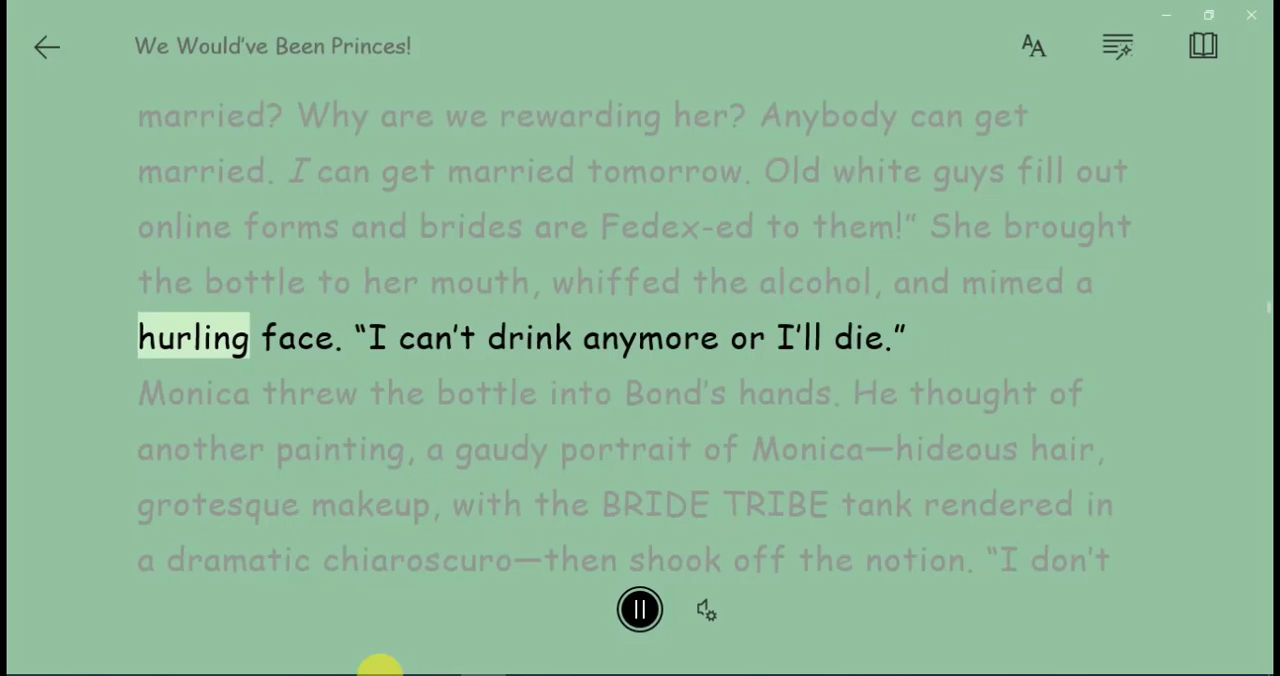 We Would've Been Princes!
married? Why are we rewarding her? Anybody can get
married. I can get married tomorrow. Old white guys fill out
online forms and brides are Fedex-ed to them!” She brought
the bottle to her mouth, whiffed the alcohol, and mimed a
hurling face. “I can't drink anymore or I'll die.”
Monica threw the bottle into Bond's hands. He thought of
another painting, a gaudy portrait of Monica—hideous hair,
grotesque makeup, with the BRIDE TRIBE tank rendered in
a dramatic chiaroscuro—then shook off the notion. “I don't